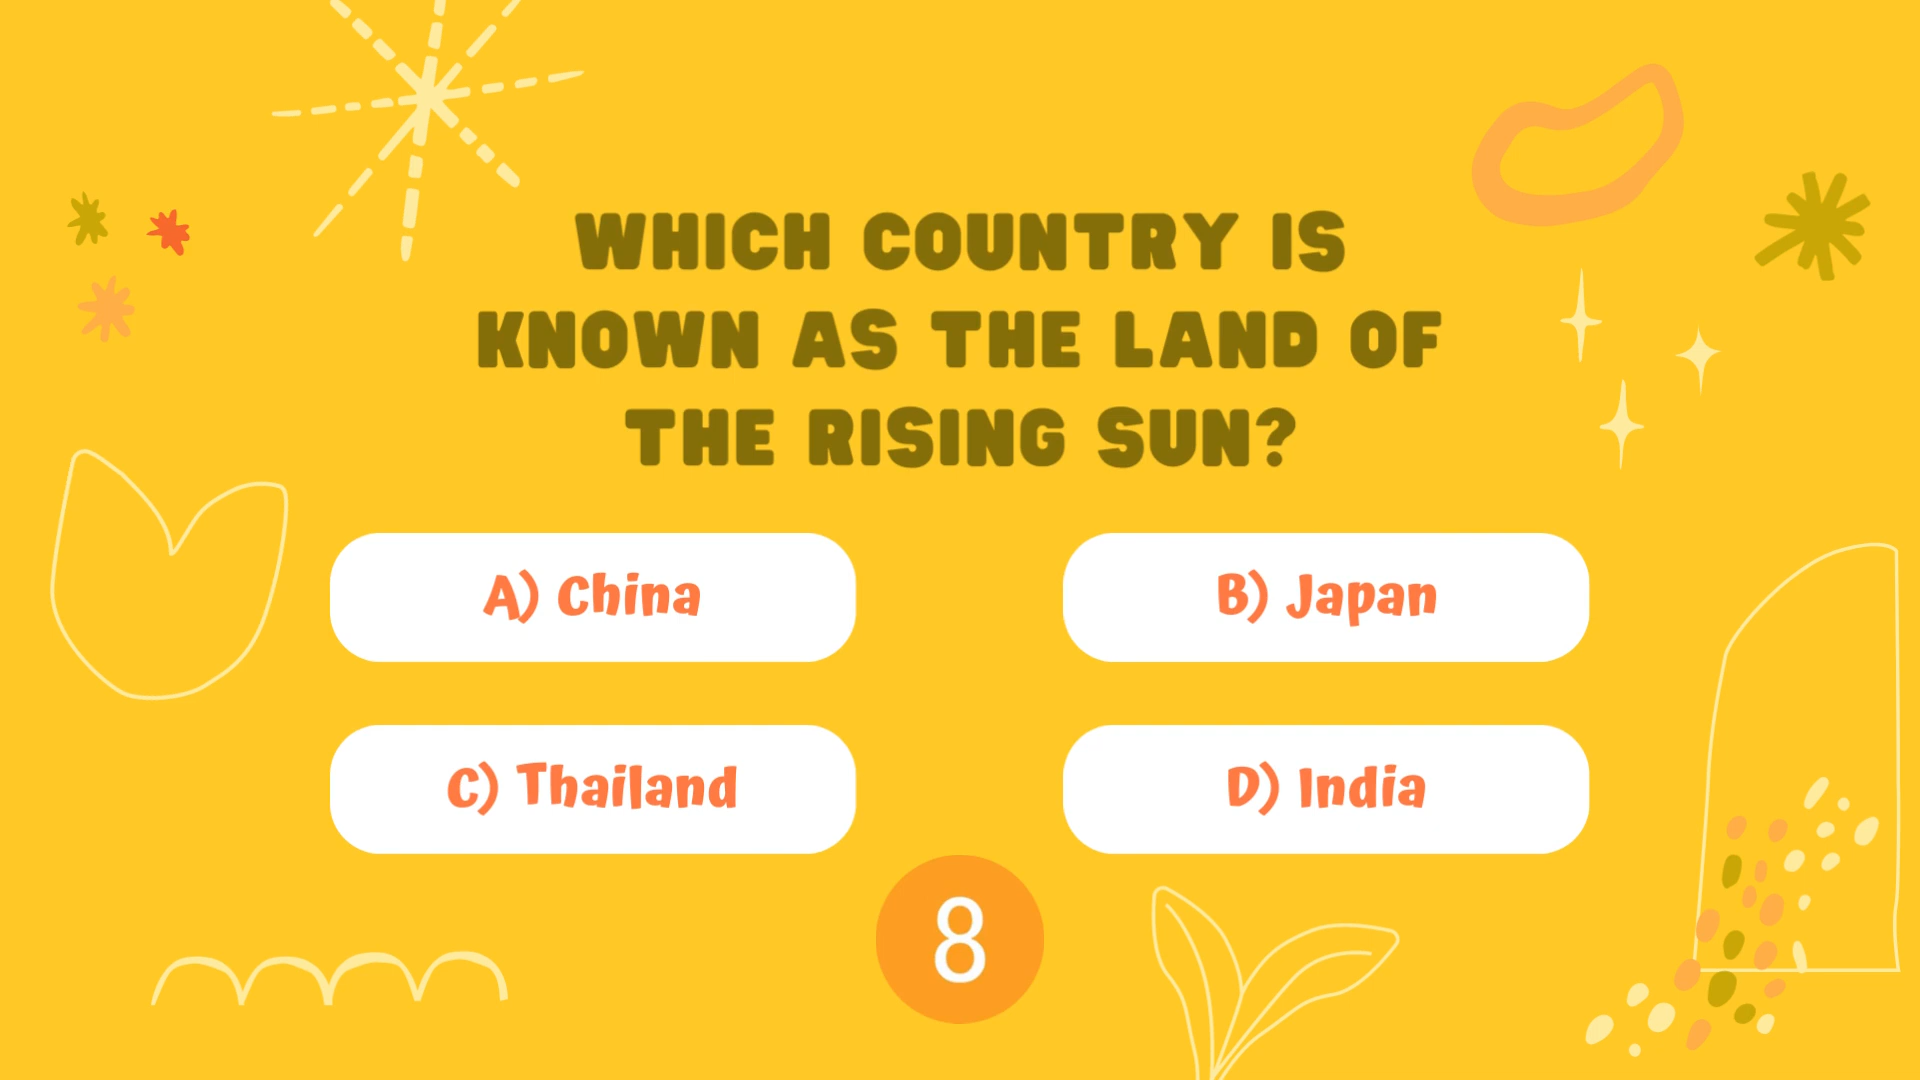 WHICH COUNTRY IS
KNOWN AS THE LAND OF
THE RISING SUN?
A) China
B) Japan
C) Thailand
D) India
8